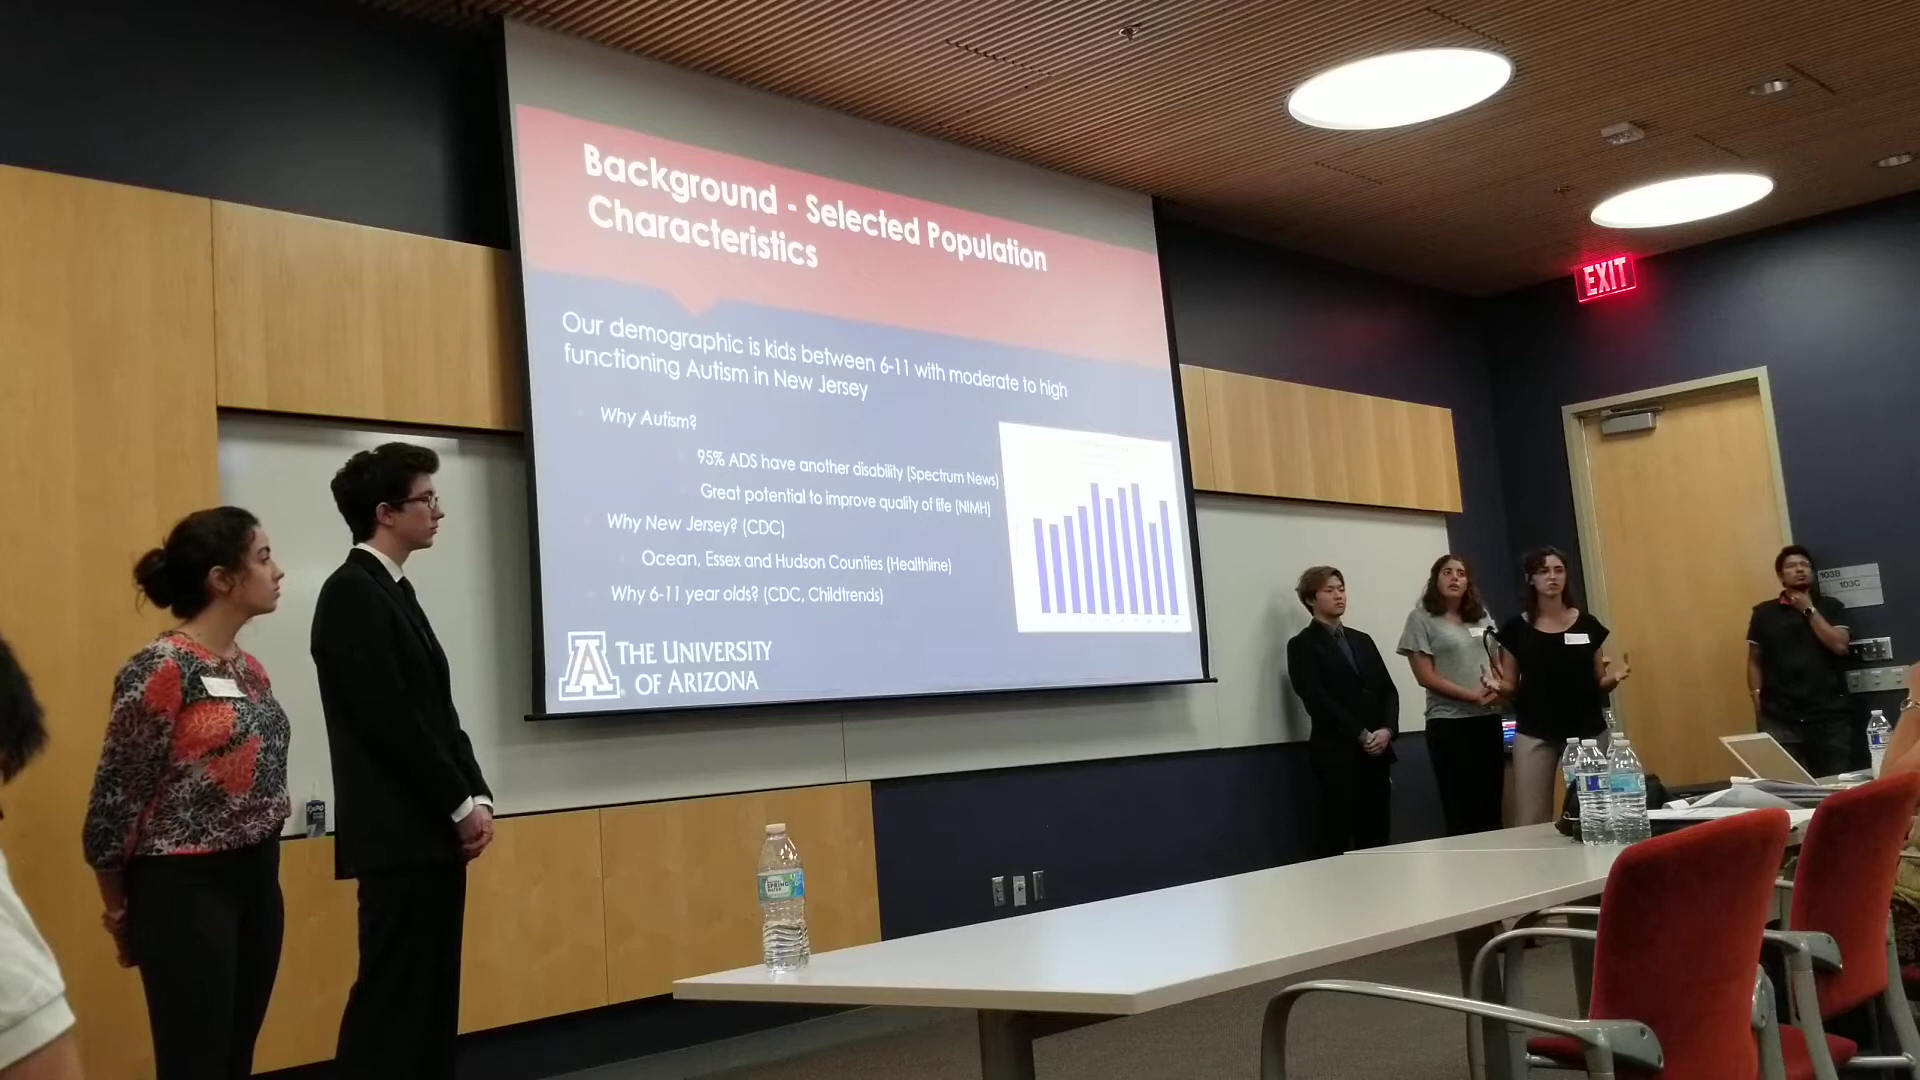 Background - Selected Population
Characteristics
Our demographic is kids between 6-11 with moderate to high
functioning Autism in New Jersey
Why Autism?
95% ADS have another disability (Spectrum News)
Great potential to improve quality of life (NIMH)
Why New Jersey? (CDC)
Ocean, Essex and Hudson Counties (Healthline)
Why 6-11 year olds? (CDC, Childtrends)
A
THE UNIVERSITY
OF ARIZONA
EXIT
103B
103C
SPRING